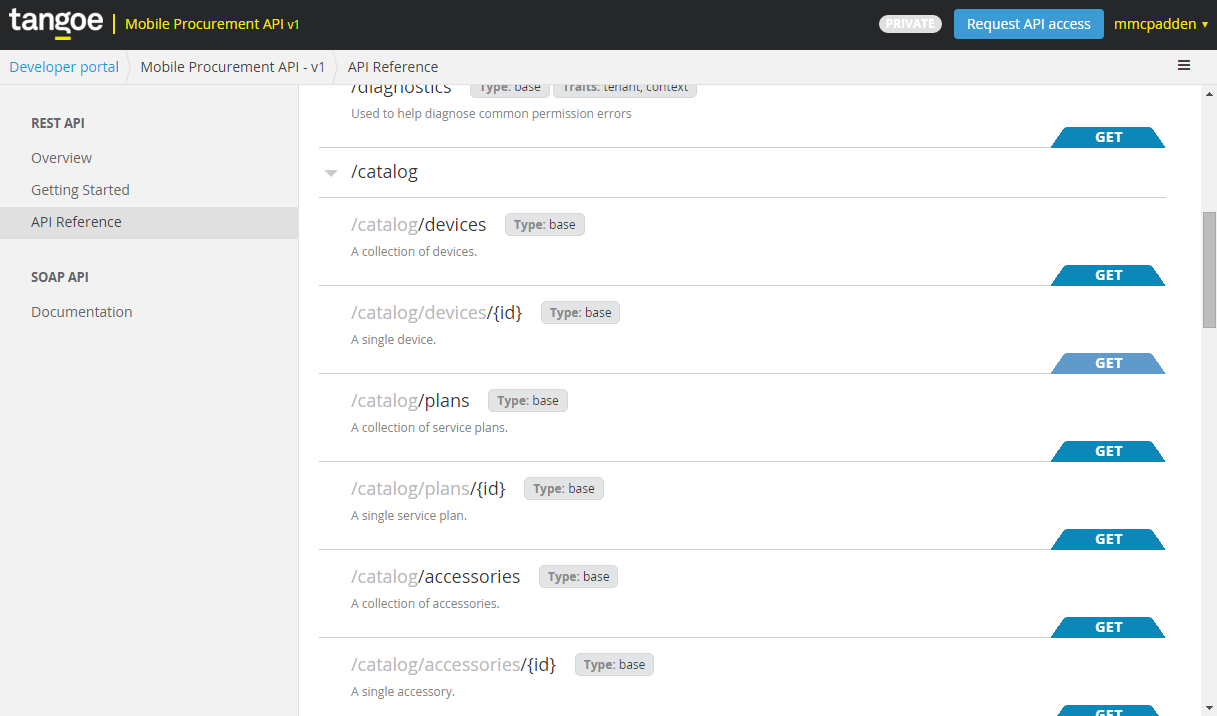 tangoe | Mobile Procurement API v1
PRIVATE
Request API access
mmcpadden
Developer portal
Mobile Procurement API - v1
API Reference
REST API
Overview
Getting Started
API Reference
SOAP API
Documentation
/diagnostics Type: base Traits: tenant, context
Used to help diagnose common permission errors
GET
/catalog
/catalog/devices Type: base
A collection of devices.
GET
/catalog/devices/{id} Type: base
A single device.
GET
/catalog/plans Type: base
A collection of service plans.
GET
/catalog/plans/{id} Type: base
A single service plan.
GET
/catalog/accessories Type: base
A collection of accessories.
GET
/catalog/accessories/{id} Type: base
A single accessory.
GET